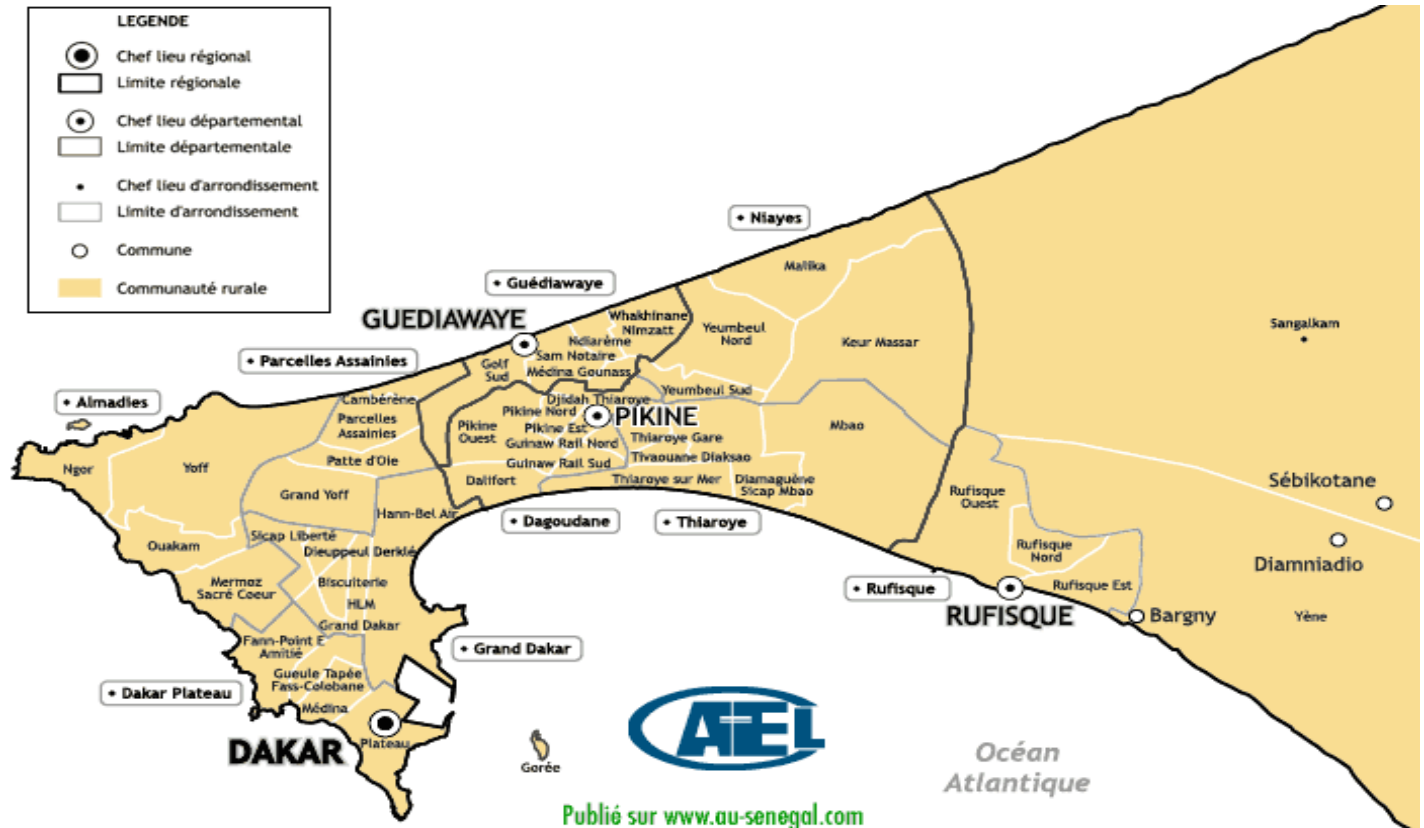 LEGENDE
Chef lieu régional
Limite régionale
Chef lieu départemental
Limite départementale
Chef lieu d'arrondissement
Limite d'arrondissement
Commune
Communauté rurale
• Niayes
Malika
• Guédiawaye
GUEDIAWAYE
Whakhinane
Nimzatt
Ndiarème
Sam Notaire
Médina Gounass
Golf
Sud
Yeumbeul
Nord
Keur Massar
Sangalkam
• Parcelles Assainies
• Almadies
Cambérène
Parcelles
Assainies
Patte d'Oie
Ngor
Yoff
Grand Yoff
Djidah Thiaroye
Yeumbeul Sud
Pikine Nord
PIKINE
Pikine
Ouest
Pikine Est
Guinaw Rail Nord
Thiaroye Gare
Mbao
Guinaw Rail Sud
Tivaouane Diaksao
Dalifort
Thiaroye sur Mer
Diamaguène
Sicap Mbao
Hann-Bel Air
• Dagoudane
• Thiaroye
Rufisque
Ouest
Sébikotane
Diamniadio
Rufisque
Nord
Rufisque Est
• Rufisque
RUFISQUE
Bargny
Yène
Ouakam
Sicap Liberté
Dieuppeul Derklé
Mermoz
Sacré Coeur
Biscuiterie
HLM
Grand Dakar
Fann-Point E
Amitié
• Grand Dakar
Gueule Tapée
Fass-Colobane
• Dakar Plateau
Médina
DAKAR
Plateau
Gorée
ATEL
Océan
Atlantique
Publié sur www.au-senegal.com